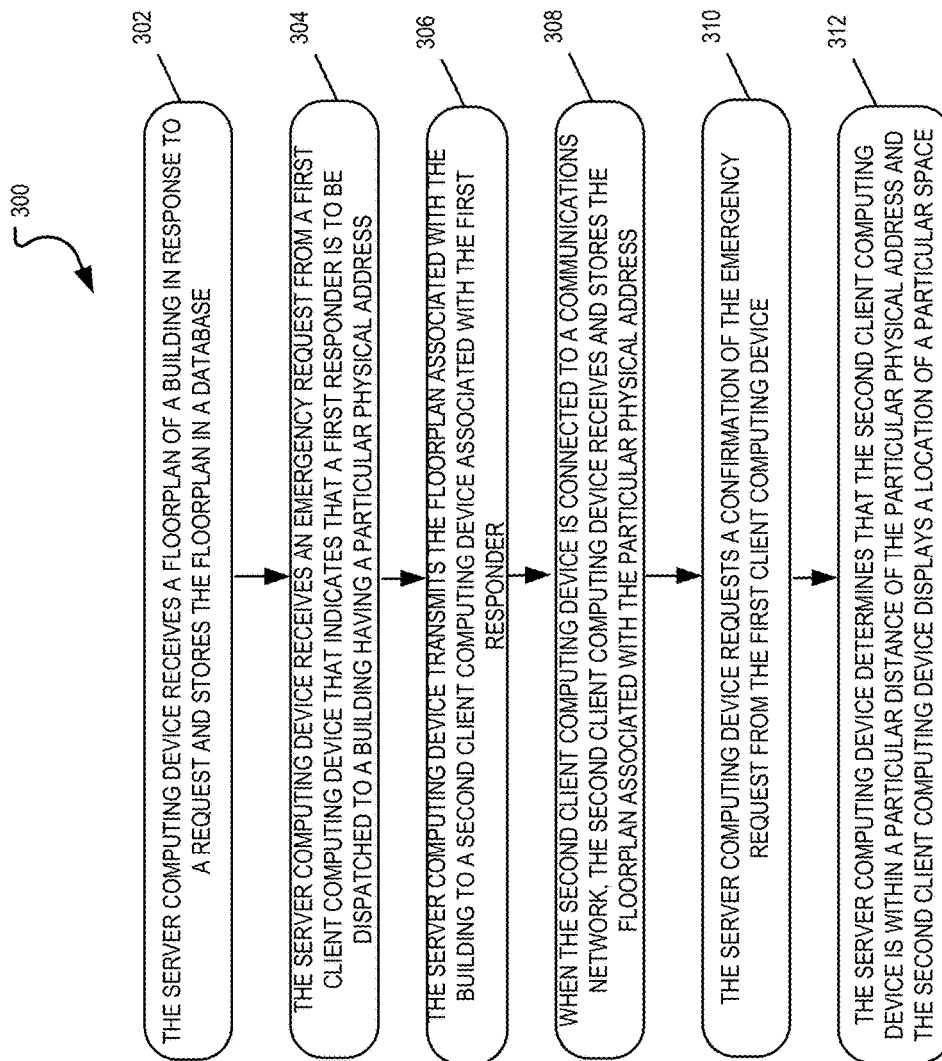 300
302
THE SERVER COMPUTING DEVICE RECEIVES A FLOORPLAN OF A BUILDING IN RESPONSE TO
A REQUEST AND STORES THE FLOORPLAN IN A DATABASE
304
THE SERVER COMPUTING DEVICE RECEIVES AN EMERGENCY REQUEST FROM A FIRST
CLIENT COMPUTING DEVICE THAT INDICATES THAT A FIRST RESPONDER IS TO BE
DISPATCHED TO A BUILDING HAVING A PARTICULAR PHYSICAL ADDRESS
306
THE SERVER COMPUTING DEVICE TRANSMITS THE FLOORPLAN ASSOCIATED WITH THE
BUILDING TO A SECOND CLIENT COMPUTING DEVICE ASSOCIATED WITH THE FIRST
RESPONDER
308
WHEN THE SECOND CLIENT COMPUTING DEVICE IS CONNECTED TO A COMMUNICATIONS
NETWORK, THE SECOND CLIENT COMPUTING DEVICE RECEIVES AND STORES THE
FLOORPLAN ASSOCIATED WITH THE PARTICULAR PHYSICAL ADDRESS
310
THE SERVER COMPUTING DEVICE REQUESTS A CONFIRMATION OF THE EMERGENCY
REQUEST FROM THE FIRST CLIENT COMPUTING DEVICE
312
THE SERVER COMPUTING DEVICE DETERMINES THAT THE SECOND CLIENT COMPUTING
DEVICE IS WITHIN A PARTICULAR DISTANCE OF THE PARTICULAR PHYSICAL ADDRESS AND
THE SECOND CLIENT COMPUTING DEVICE DISPLAYS A LOCATION OF A PARTICULAR SPACE